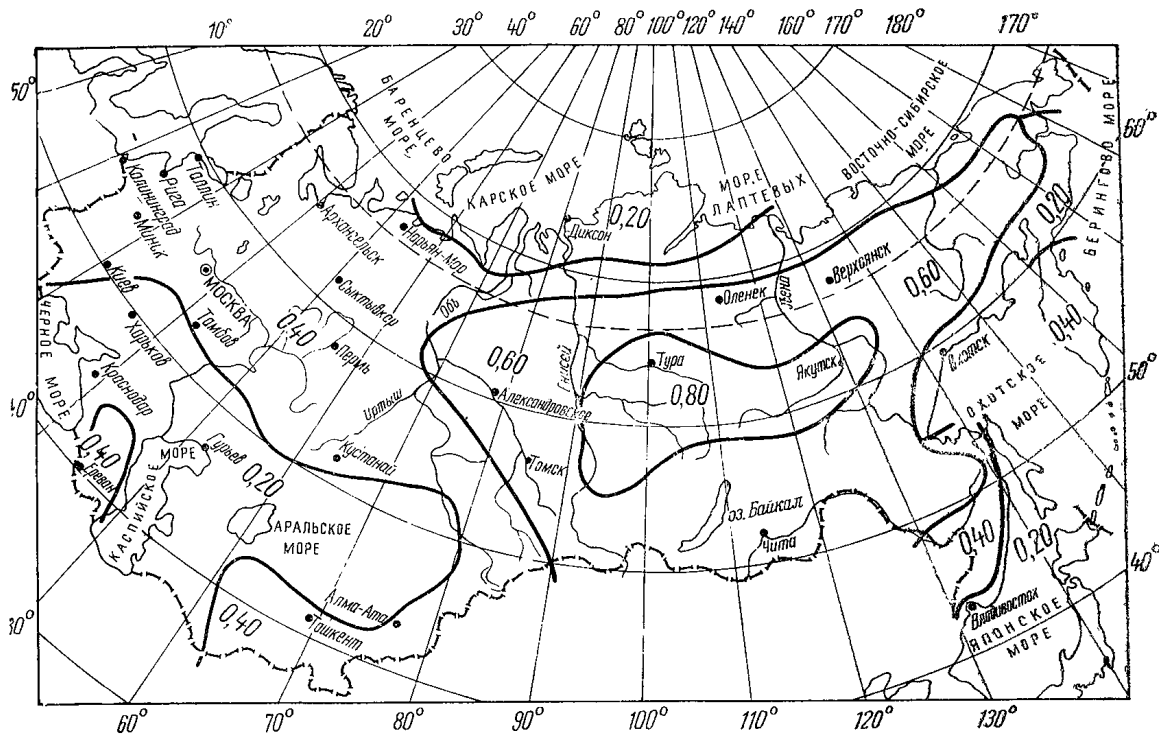 10° 20° 30° 40° 60° 80° 100° 120° 140° 160° 170° 180° 170°
50°
60°
БАРЕНЦЕВО
МОРЕ
КАРСКОЕ МОРЕ
МОРЕ
ЛАПТЕВЫХ
ВОСТОЧНО-СИБИРСКОЕ
МОРЕ
БЕРИНГОВО МОРЕ
Калининград
Рига
Таллин
Минск
Архангельск
Нарьян-Мар
Диксон
0,20
0,20
Киев
МОСКВА
Сыктывкар
Обь
Оленек
Лена
Верхоянск
0,60
0,40
ЧЕРНОЕ
МОРЕ
Харьков
Тамбов
0,40
Пермь
0,60
Енисей
Тура
0,80
Якутск
Охотск
50°
Краснодар
Иртыш
Александровское
ОХОТСКОЕ
МОРЕ
40°
0,40
Ереван
КАСПИЙСКОЕ
МОРЕ
Гурьев
0,20
Кустанай
Томск
АРАЛЬСКОЕ
МОРЕ
оз. Байкал
Чита
0,40
0,20
40°
30°
0,40
Алма-Ата
Ташкент
Владивосток
ЯПОНСКОЕ
МОРЕ
60° 70° 80° 90° 100° 110° 120° 130°